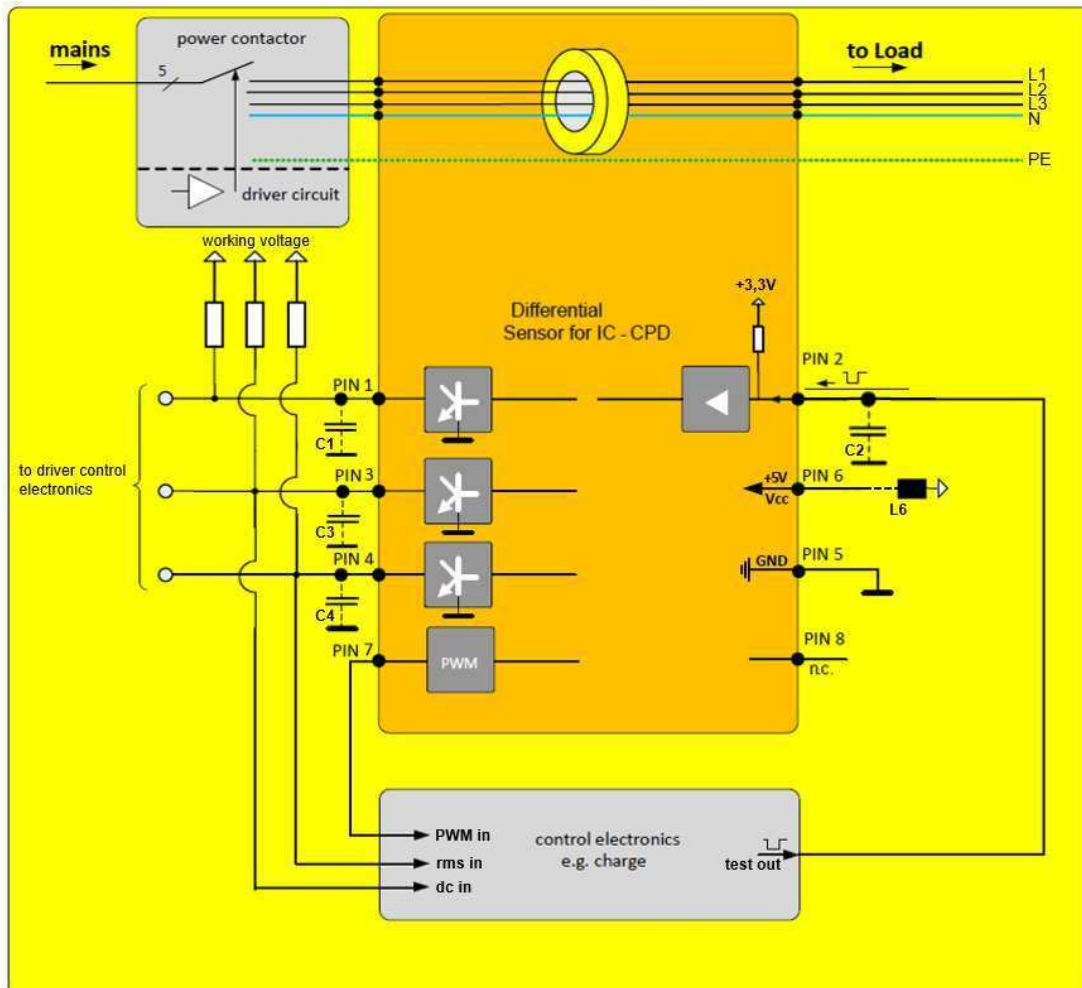 power contactor
mains
5
to Load
L1
L2
L3
N
PE
driver circuit
working voltage
+3,3V
Differential
Sensor for IC - CPD
PIN 1
PIN 2
C1
C2
to driver control
electronics
PIN 3
+5V
Vcc
PIN 6
L6
C3
PIN 4
GND
PIN 5
C4
PIN 7
PWM
PIN 8
n.c.
PWM in
control electronics
e.g. charge
rms in
test out
dc in